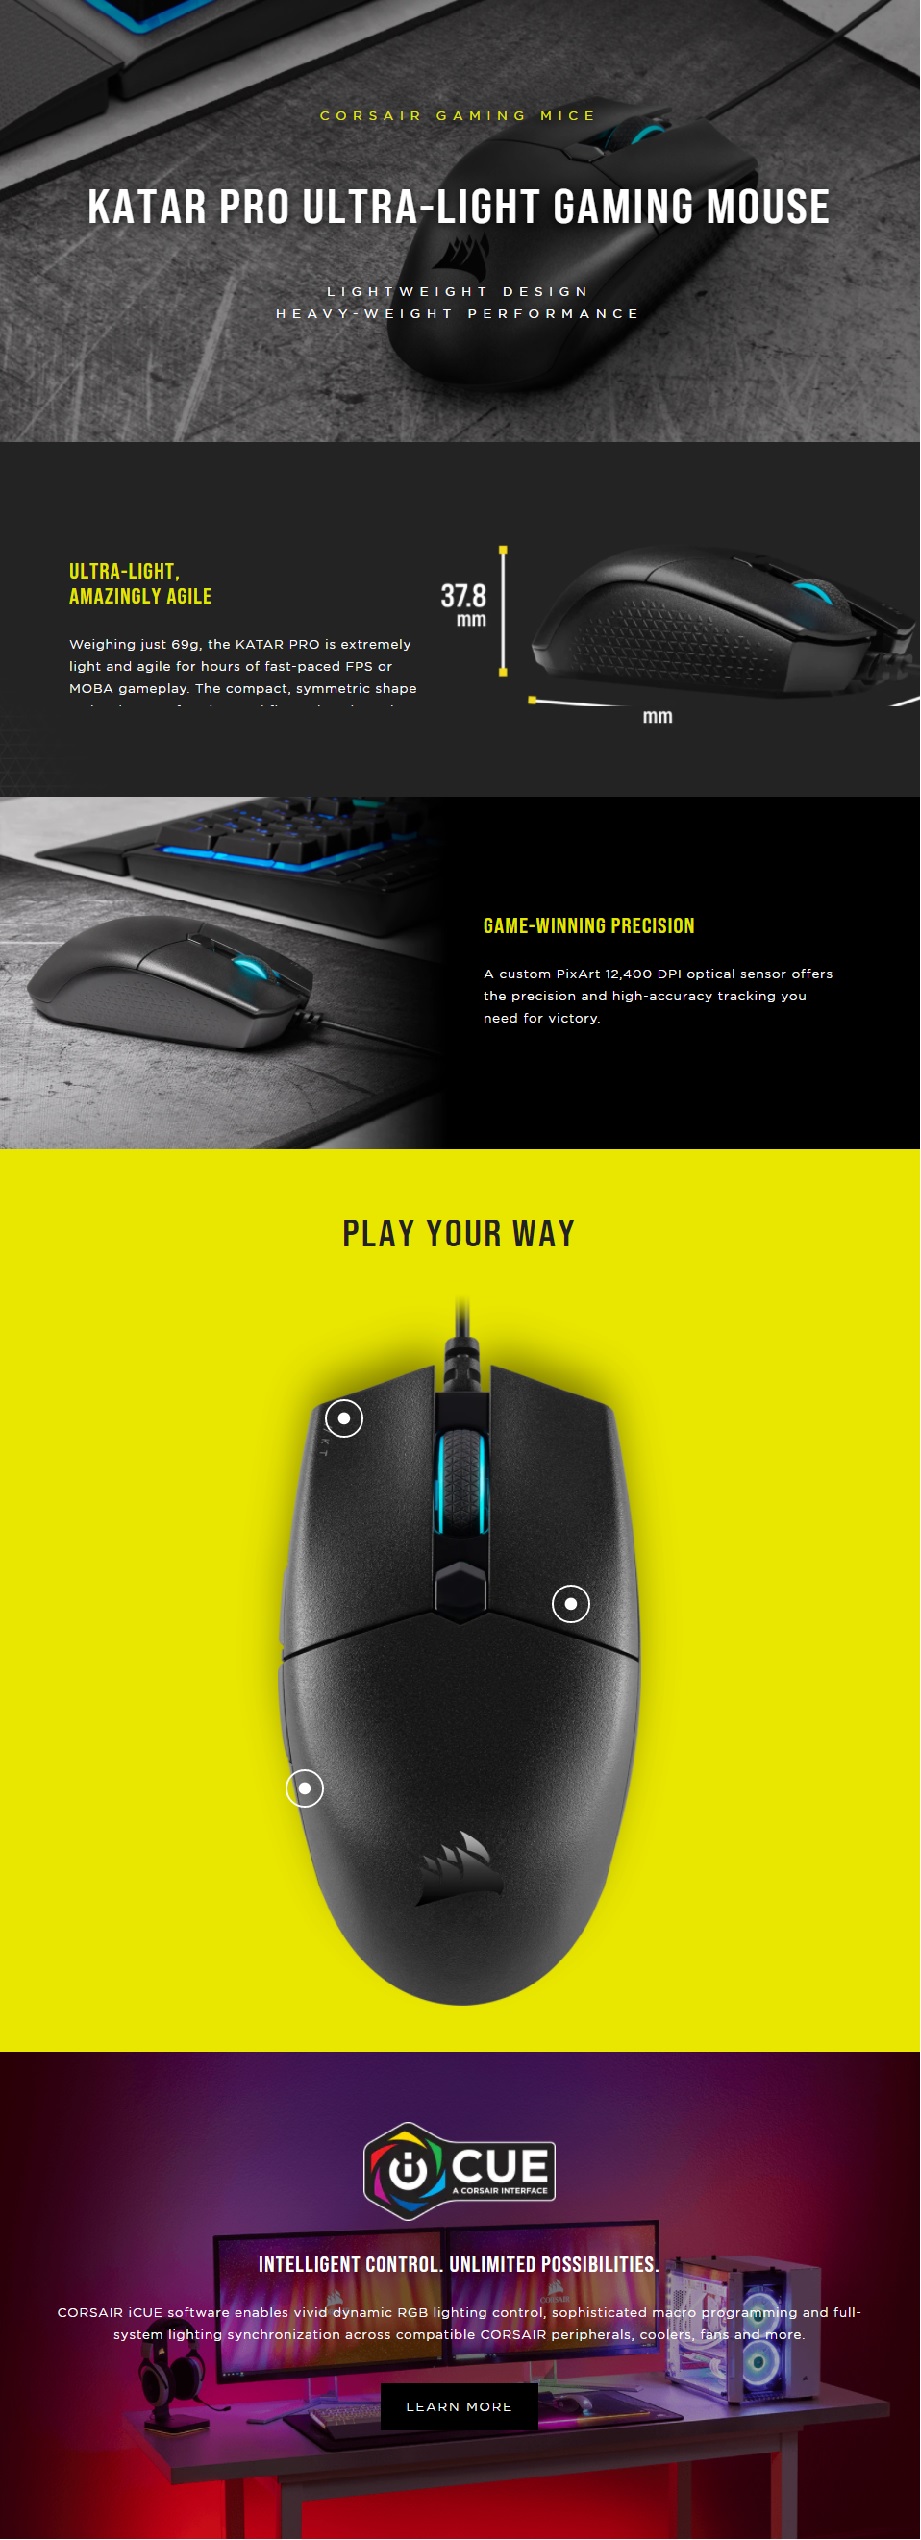 CORSAIR GAMING MICE
KATAR PRO ULTRA-LIGHT GAMING MOUSE
LIGHTWEIGHT DESIGN
HEAVY-WEIGHT PERFORMANCE
ULTRA-LIGHT,
AMAZINGLY AGILE
Weighing just 69g, the KATAR PRO is extremely
light and agile for hours of fast-paced FPS or
MOBA gameplay. The compact, symmetric shape
37.8
mm
mm
GAME-WINNING PRECISION
A custom PixArt 12,400 DPI optical sensor offers
the precision and high-accuracy tracking you
need for victory.
PLAY YOUR WAY
iCUE
A CORSAIR INTERFACE
INTELLIGENT CONTROL. UNLIMITED POSSIBILITIES.
CORSAIR iCUE software enables vivid dynamic RGB lighting control, sophisticated macro programming and full-
system lighting synchronization across compatible CORSAIR peripherals, coolers, fans and more.
LEARN MORE